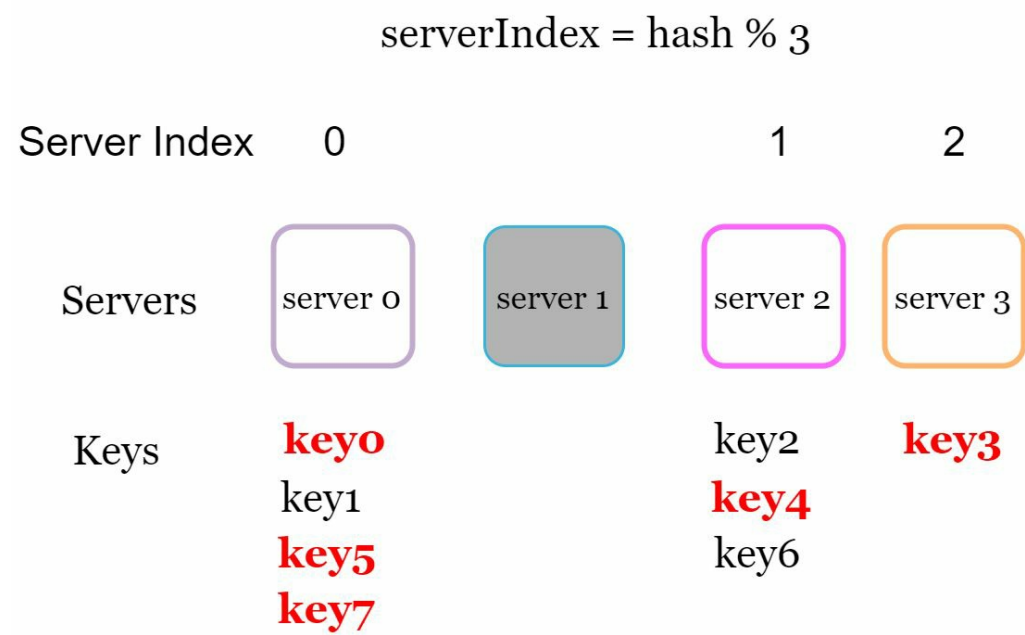 serverIndex = hash % 3
Server Index 0 1 2
Servers server 0 server 1 server 2 server 3
Keys key0 key2 key3
key1 key4
key5 key6
key7